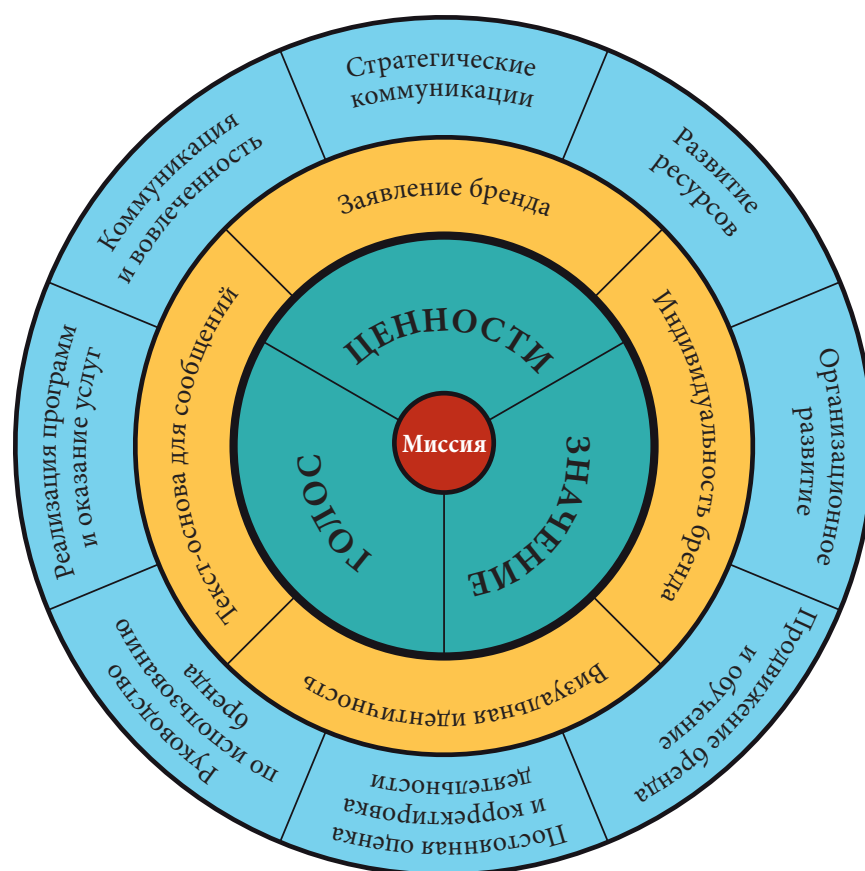 Стратегические
коммуникации
Развитие
ресурсов
Организационное
развитие
Продвижение бренда
и обучение
Постоянная оценка
и корректировка
деятельности
Руководство
по использованию
бренда
Реализация программ
и оказание услуг
Коммуникация
и вовлеченность
Заявление бренда
Индивидуальность бренда
Визуальная идентичность
Текст-основа для сообщений
ЦЕННОСТИ
ЗНАЧЕНИЕ
ГОЛОС
Миссия